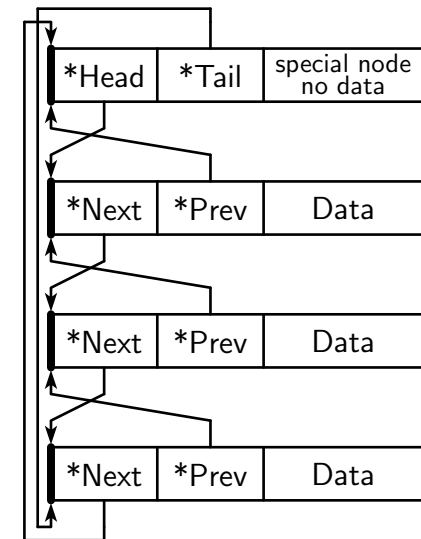 *Head *Tail special node
no data
*Next *Prev Data
*Next *Prev Data
*Next *Prev Data